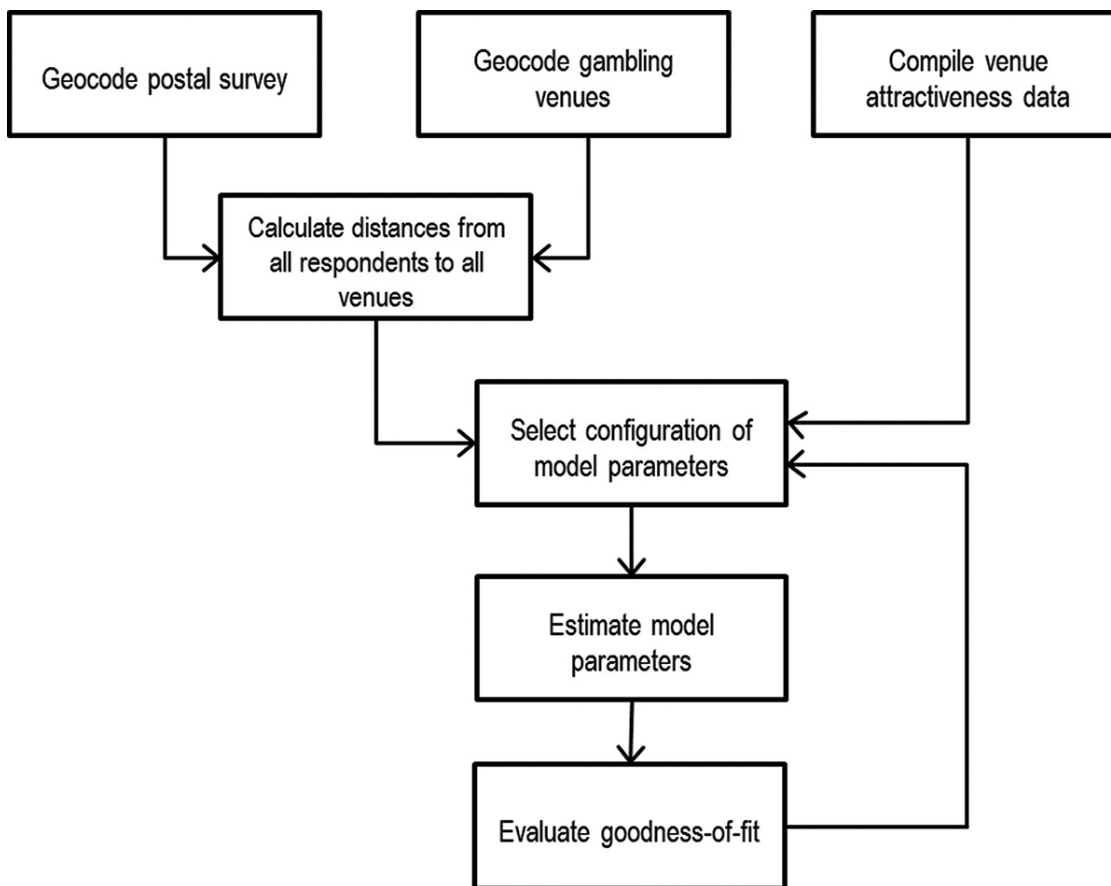 Geocode postal survey
Geocode gambling
venues
Compile venue
attractiveness data
Calculate distances from
all respondents to all
venues
Select configuration of
model parameters
Estimate model
parameters
Evaluate goodness-of-fit